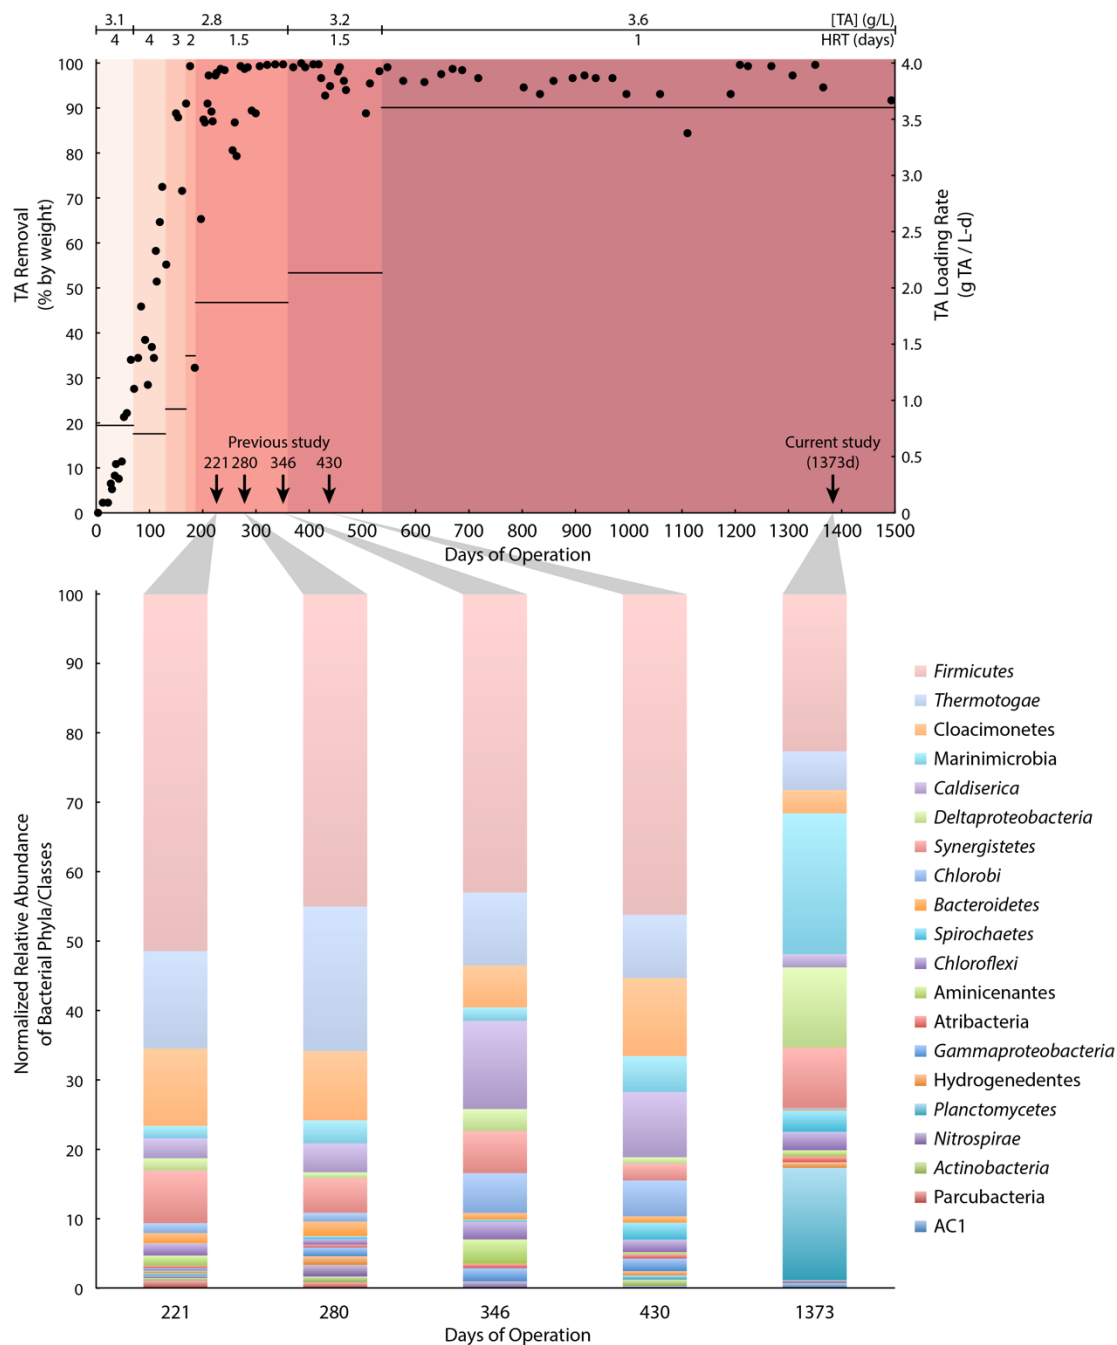 3.1 2.8 3.2 3.6 [TA] (g/L)
4 4 3 2 1.5 1.5 1 HRT (days)
TA Removal
(% by weight)
100
90
80
70
60
50
40
30
20
10
0
4.0
3.5
3.0
2.5
2.0
1.5
1.0
0.5
0
TA Loading Rate
(g TA / L-d)
Previous study
221 280 346 430
Current study
(1373d)
0 100 200 300 400 500 600 700 800 900 1000 1100 1200 1300 1400 1500
Days of Operation
Normalized Relative Abundance
of Bacterial Phyla/Classes
100
90
80
70
60
50
40
30
20
10
0
221 280 346 430 1373
Days of Operation
Firmicutes
Thermotogae
Cloacimonetes
Marinimicrobia
Caldiserica
Deltaproteobacteria
Synergistetes
Chlorobi
Bacteroidetes
Spirochaetes
Chloroflexi
Aminicenantes
Atribacteria
Gammaproteobacteria
Hydrogenedentes
Planctomycetes
Nitrospirae
Actinobacteria
Parcubacteria
AC1